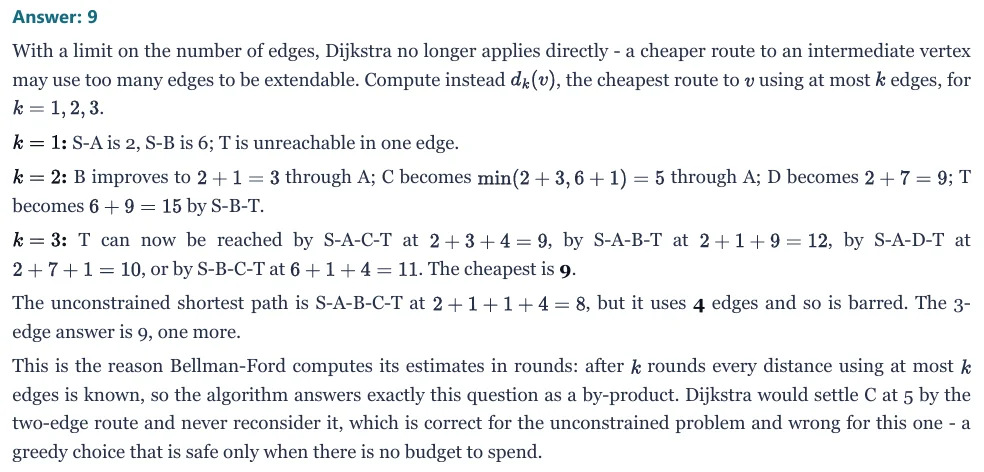 Answer: 9
With a limit on the number of edges, Dijkstra no longer applies directly - a cheaper route to an intermediate vertex
may use too many edges to be extendable. Compute instead d_k(v), the cheapest route to v using at most k edges, for
k = 1, 2, 3.
k = 1: S-A is 2, S-B is 6; T is unreachable in one edge.
k = 2: B improves to 2 + 1 = 3 through A; C becomes min(2 + 3, 6 + 1) = 5 through A; D becomes 2 + 7 = 9; T
becomes 6 + 9 = 15 by S-B-T.
k = 3: T can now be reached by S-A-C-T at 2 + 3 + 4 = 9, by S-A-B-T at 2 + 1 + 9 = 12, by S-A-D-T at
2 + 7 + 1 = 10, or by S-B-C-T at 6 + 1 + 4 = 11. The cheapest is 9.
The unconstrained shortest path is S-A-B-C-T at 2 + 1 + 1 + 4 = 8, but it uses 4 edges and so is barred. The 3-
edge answer is 9, one more.
This is the reason Bellman-Ford computes its estimates in rounds: after k rounds every distance using at most k
edges is known, so the algorithm answers exactly this question as a by-product. Dijkstra would settle C at 5 by the
two-edge route and never reconsider it, which is correct for the unconstrained problem and wrong for this one - a
greedy choice that is safe only when there is no budget to spend.